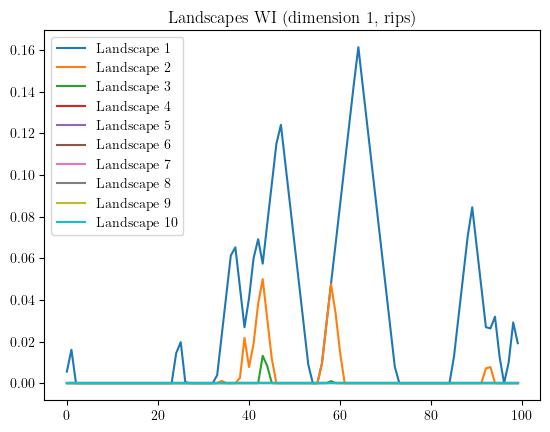 Landscapes WI (dimension 1, rips)
0.16
0.14
0.12
0.10
0.08
0.06
0.04
0.02
0.00
Landscape 1
Landscape 2
Landscape 3
Landscape 4
Landscape 5
Landscape 6
Landscape 7
Landscape 8
Landscape 9
Landscape 10
0 20 40 60 80 100